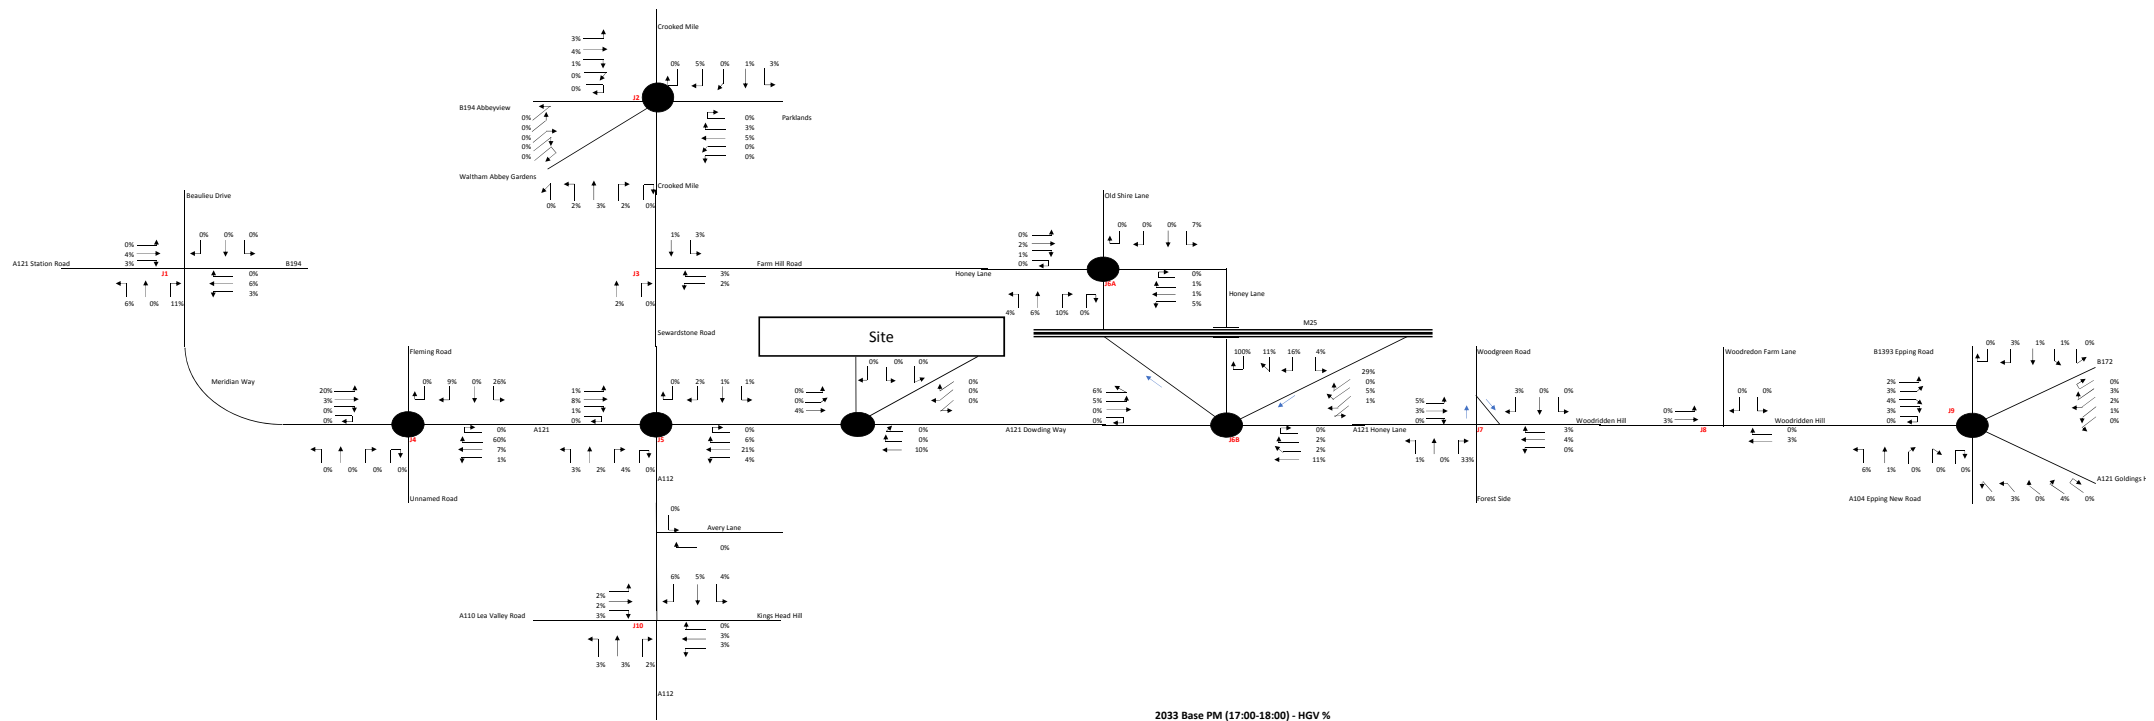 Crooked Mile
3%
4%
1%
0%
0%
0% 5% 0% 1% 3%
J2
B194 Abbeyview
Parklands
0%
0%
0%
0%
0%
0%
3%
5%
0%
0%
Waltham Abbey Gardens
Crooked Mile
0% 2% 3% 2% 0%
Beaulieu Drive
0%
4%
3%
0% 0% 0%
A121 Station Road
J1
B194
6% 0% 11%
0%
6%
3%
1% 3%
J3
Farm Hill Road
3%
2%
2% 0%
Sewardstone Road
Old Shire Lane
0%
2%
1%
0%
0% 0% 0% 7%
Honey Lane
J6A
0%
1%
1%
5%
4% 6% 10% 0%
Honey Lane
M25
Site
Meridian Way
Fleming Road
20%
3%
0%
0%
0% 9% 0% 26%
J4
0%
60%
7%
1%
0% 0% 0% 0%
Unnamed Road
A121
1%
8%
1%
0%
0% 2% 1% 1%
J5
0%
6%
21%
4%
3% 2% 4% 0%
A112
0% 0% 0%
0%
0%
4%
0%
0%
0%
0%
0%
10%
A121 Dowding Way
6%
5%
0%
0%
100% 11% 16% 4%
29%
0%
5%
1%
J6B
0%
2%
2%
11%
A121 Honey Lane
Woodgreen Road
5%
3%
0%
3% 0% 0%
J7
Woodridden Hill
3%
4%
0%
1% 0% 33%
Forest Side
Woodredon Farm Lane
0%
3%
0% 0%
J8
Woodridden Hill
0%
3%
B1393 Epping Road
0% 3% 1% 1% 0%
B172
2%
3%
4%
3%
0%
J9
0%
3%
2%
1%
0%
6% 1% 0% 0% 0%
A104 Epping New Road
0% 3% 0% 4% 0%
A121 Goldings H
0%
Avery Lane
0%
6% 5% 4%
2%
2%
3%
A110 Lea Valley Road
Kings Head Hill
J10
0%
3%
3%
3% 3% 2%
A112
2033 Base PM (17:00-18:00) - HGV %